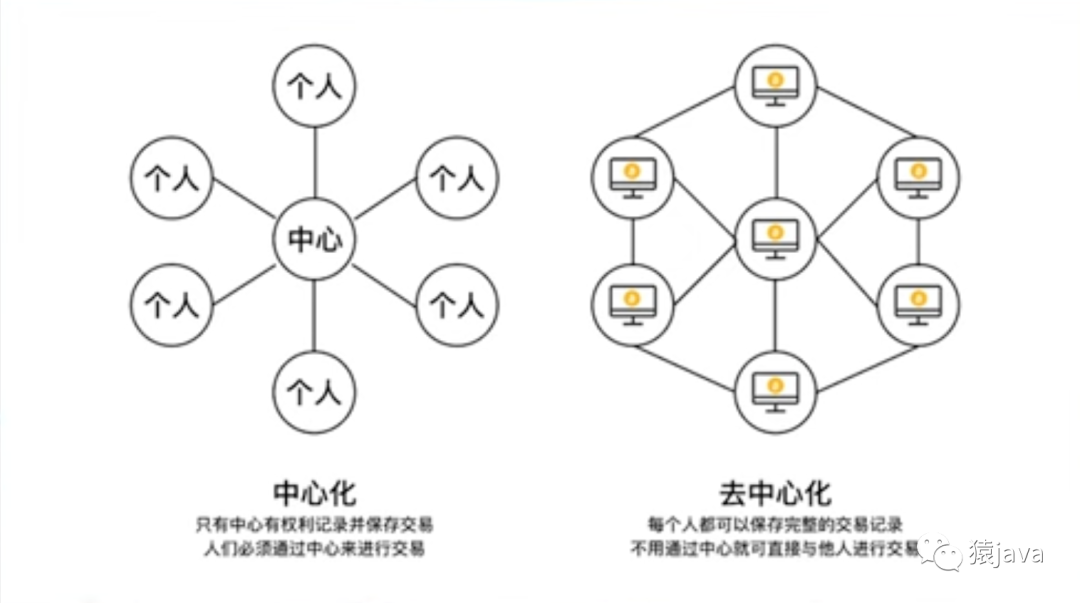 个人
个人
个人
中心
个人
个人
个人
中心化
只有中心有权利记录并保存交易
人们必须通过中心来进行交易
去中心化
每个人都可以保存完整的交易记录
不用通过中心就可直接与他人进行交易
猿java